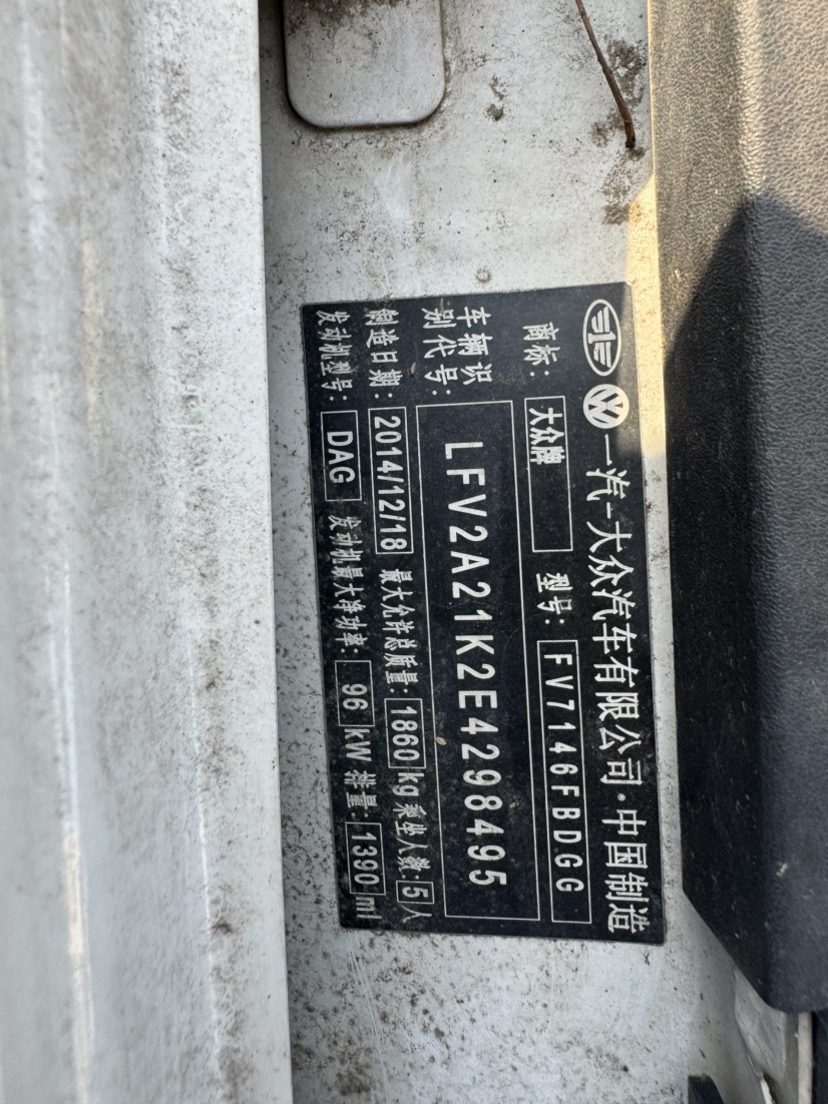 一汽-大众汽车有限公司·中国制造
商标: 大众牌 型号: FV7146FBDGG
车辆识别代号: LFV2A21K2E4298495
制造日期: 2014/12/18 最大允许总质量: 1860 kg 乘坐人数: 5 人
发动机型号: DAG 发动机最大净功率: 96 kW 排量: 1390 ml